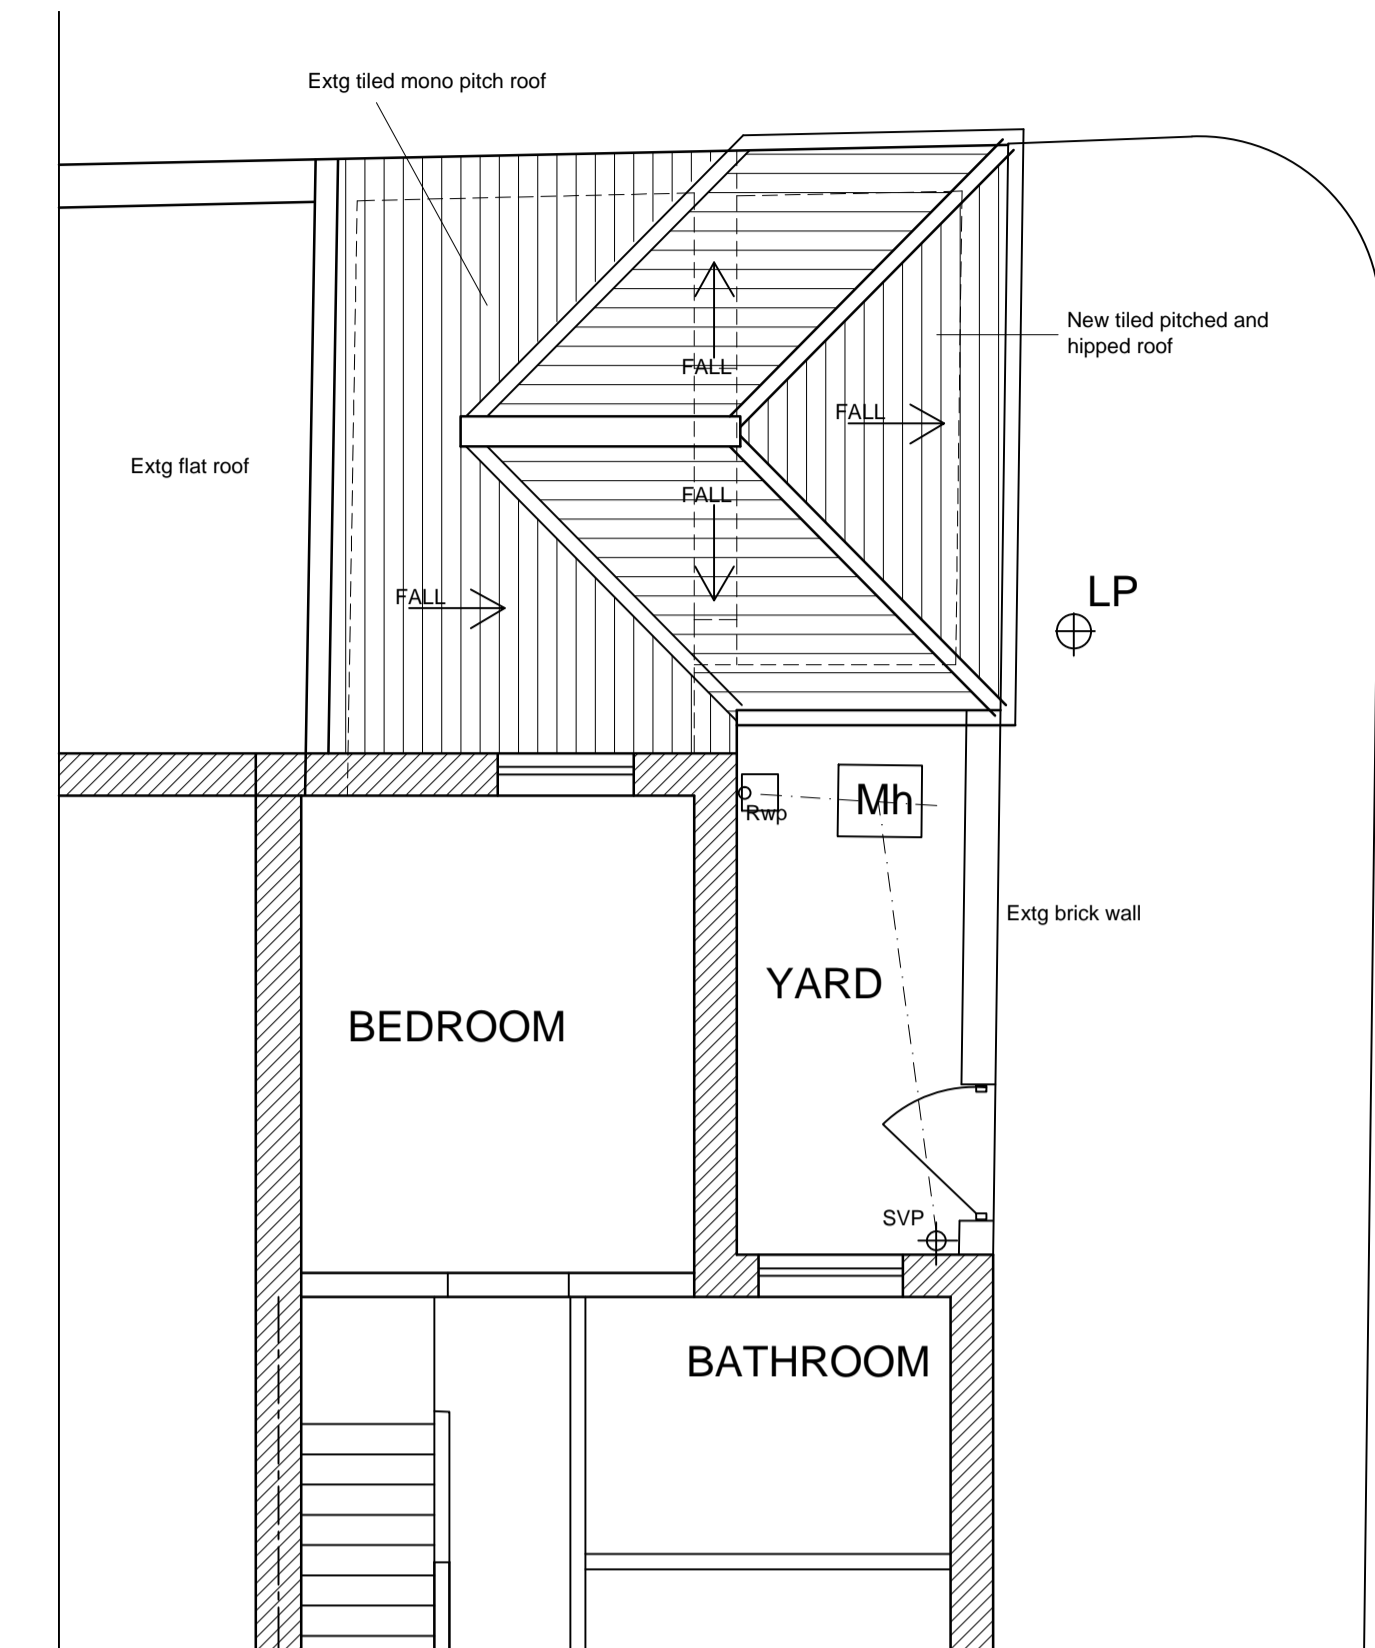 Extg tiled mono pitch roof
New tiled pitched and
hipped roof
FALL
FALL
Extg flat roof
FALL
FALL
LP
Mh
Rwp
Extg brick wall
YARD
BEDROOM
SVP
BATHROOM